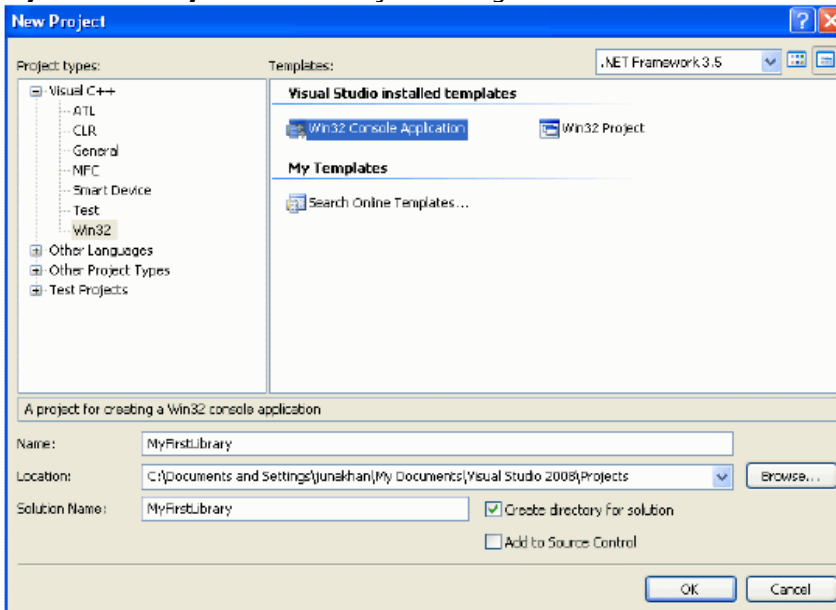 New Project
Project types:
Templates:
.NET Framework 3.5
Visual C++
ATL
CLR
General
MFC
Smart Device
Test
Win32
Other Languages
Other Project Types
Test Projects
Visual Studio installed templates
Win32 Console Application
Win32 Project
My Templates
Search Online Templates...
A project for creating a Win32 console application
Name:
MyFirstLibrary
Location:
C:\Documents and Settings\junakhan\My Documents\Visual Studio 2008\Projects
Browse...
Solution Name:
MyFirstLibrary
Create directory for solution
Add to Source Control
OK
Cancel